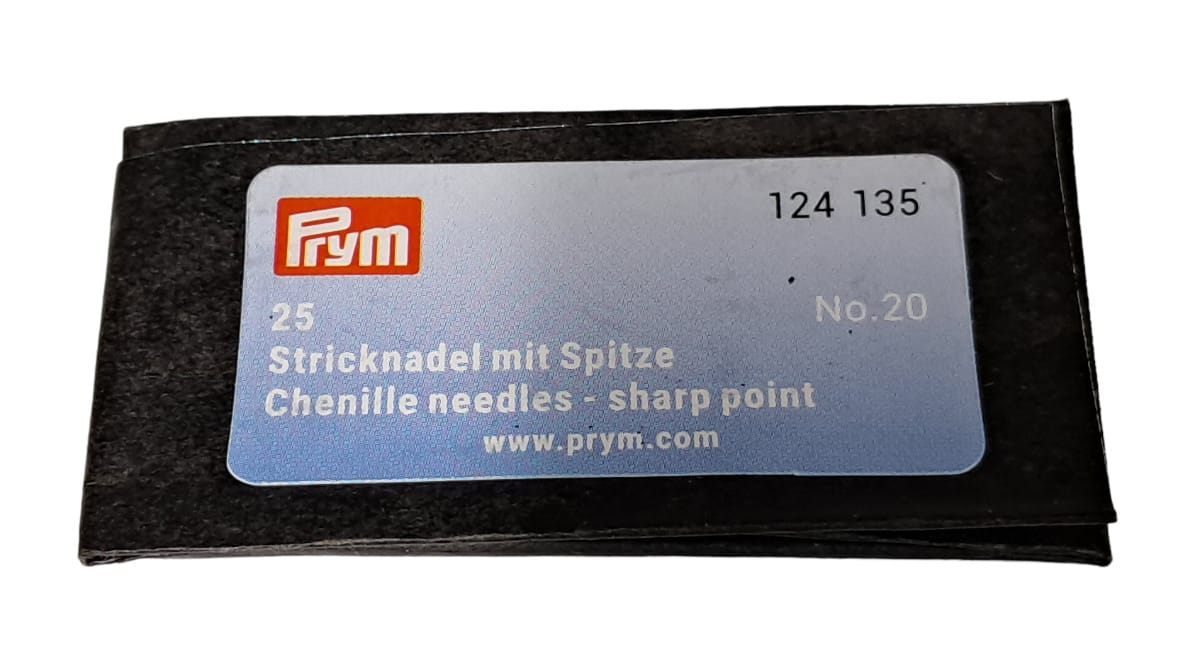 Prym
124 135
25
No.20
Stricknadel mit Spitze
Chenille needles - sharp point
www.prym.com